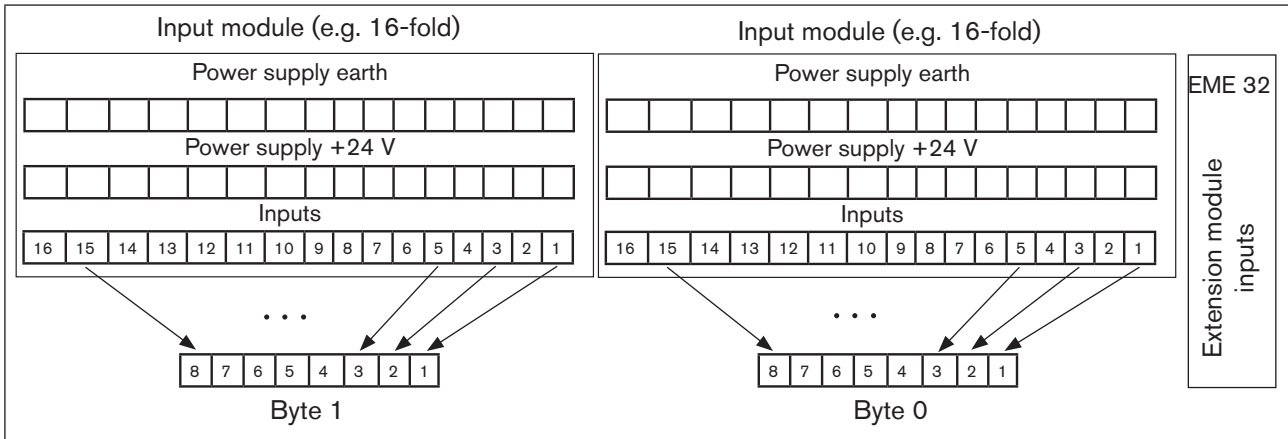 Input module (e.g. 16-fold)
Power supply earth
Power supply +24 V
Inputs
16 15 14 13 12 11 10 9 8 7 6 5 4 3 2 1
. . .
8 7 6 5 4 3 2 1
Byte 1
Input module (e.g. 16-fold)
Power supply earth
Power supply +24 V
Inputs
16 15 14 13 12 11 10 9 8 7 6 5 4 3 2 1
. . .
8 7 6 5 4 3 2 1
Byte 0
EME 32
Extension module
inputs